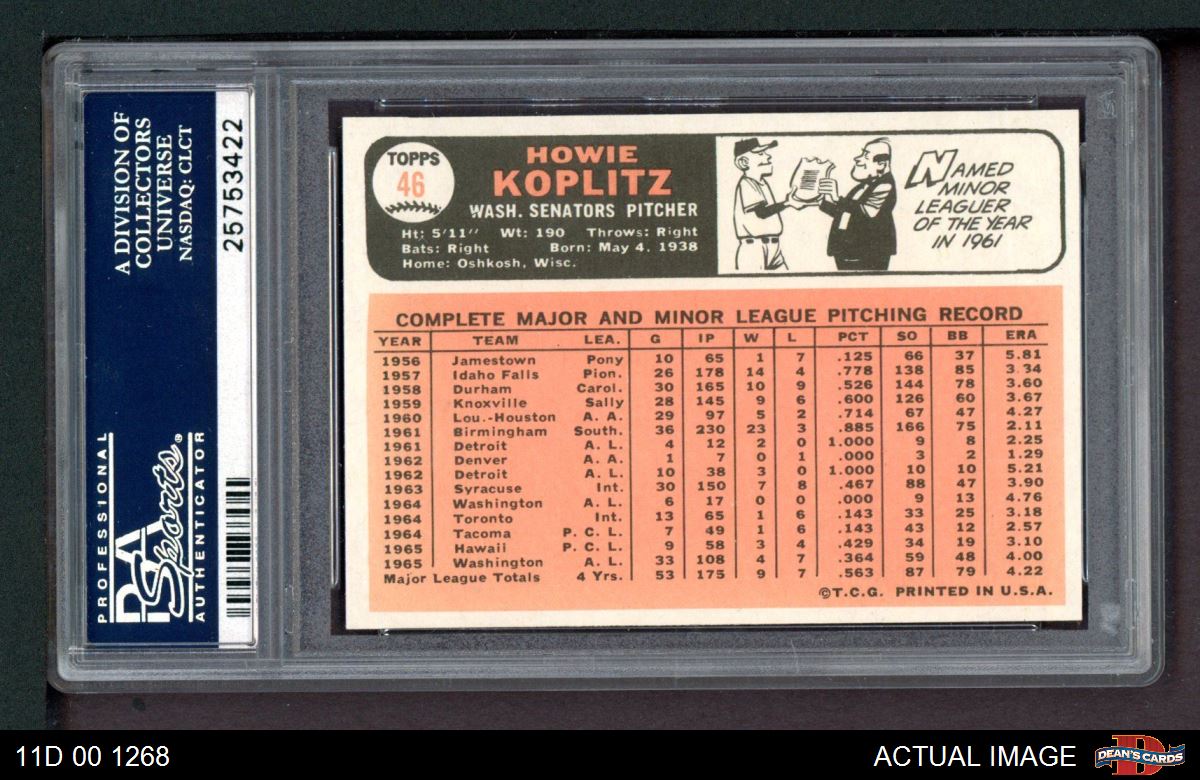 A DIVISION OF
COLLECTORS
UNIVERSE
NASDAQ: CLCT
25753422
PROFESSIONAL
PSA
Sports®
AUTHENTICATOR
TOPPS
46
HOWIE
KOPLITZ
WASH. SENATORS PITCHER
Ht: 5'11" Wt: 190 Throws: Right
Bats: Right Born: May 4, 1938
Home: Oshkosh, Wisc.
NAMED
MINOR
LEAGUER
OF THE YEAR
IN 1961
COMPLETE MAJOR AND MINOR LEAGUE PITCHING RECORD
YEAR TEAM LEA. G IP W L PCT SO BB ERA
1956 Jamestown Pony 10 65 1 7 .125 66 37 5.81
1957 Idaho Falls Pion. 26 178 14 4 .778 138 85 3.34
1958 Durham Carol. 30 165 10 9 .526 144 78 3.60
1959 Knoxville Sally 28 145 9 6 .600 126 60 3.67
1960 Lou.-Houston A. A. 29 97 5 2 .714 67 47 4.27
1961 Birmingham South. 36 230 23 3 .885 166 75 2.11
1961 Detroit A. L. 4 12 2 0 1.000 9 8 2.25
1962 Denver A. A. 1 7 0 1 .000 3 2 1.29
1962 Detroit A. L. 10 38 3 0 1.000 10 10 5.21
1963 Syracuse Int. 30 150 7 8 .467 88 47 3.90
1964 Washington A. L. 6 17 0 0 .000 9 13 4.76
1964 Toronto Int. 13 65 1 6 .143 33 25 3.18
1964 Tacoma P. C. L. 7 49 1 6 .143 43 12 2.57
1965 Hawaii P. C. L. 9 58 3 4 .429 34 19 3.10
1965 Washington A. L. 33 108 4 7 .364 59 48 4.00
Major League Totals 4 Yrs. 53 175 9 7 .563 87 79 4.22
©T.C.G. PRINTED IN U.S.A.
11D 00 1268
ACTUAL IMAGE
D
DEAN'S CARDS